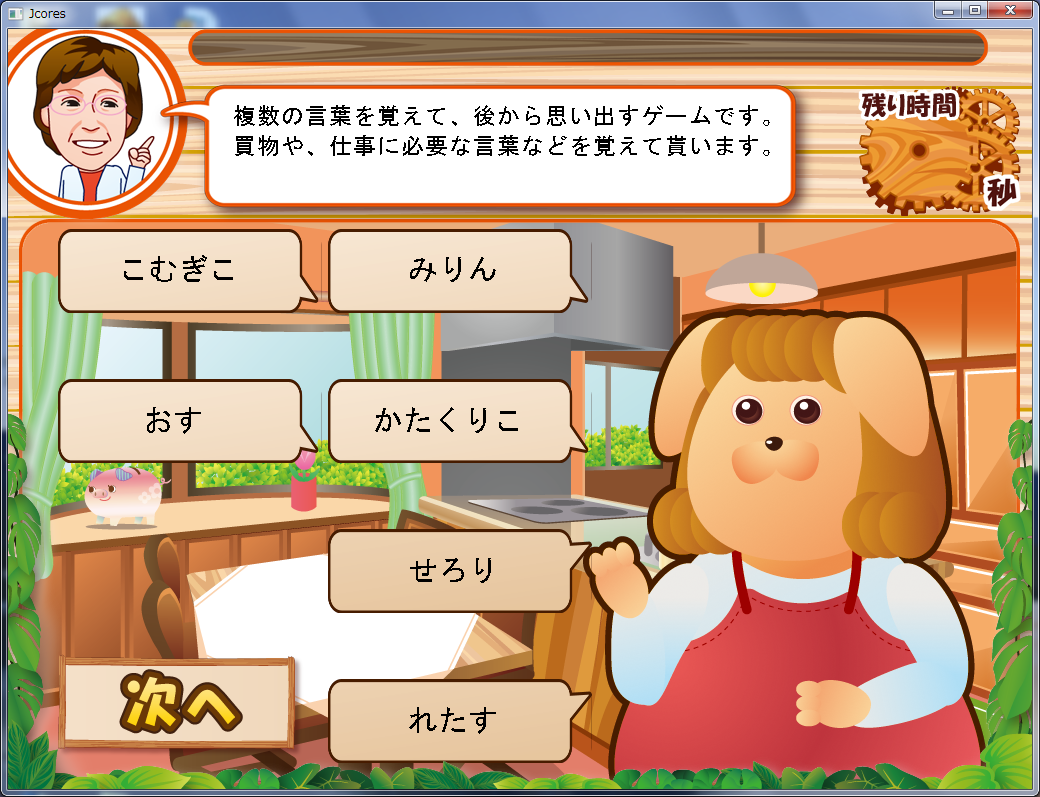 Jcores
複数の言葉を覚えて、後から思い出すゲームです。
買物や、仕事に必要な言葉などを覚えて貰います。
残り時間
秒
こむぎこ
みりん
おす
かたくりこ
せろり
れたす
次へ